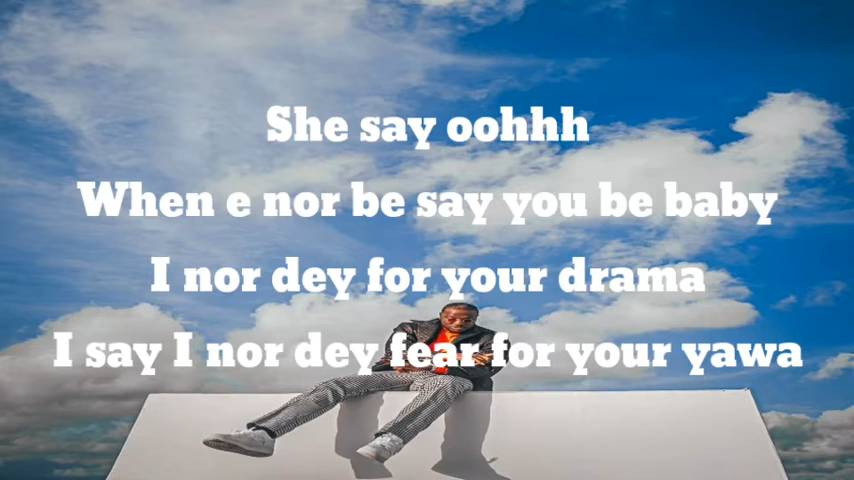 She say oohhh
When e nor be say you be baby
I nor dey for your drama
I say I nor dey fear for your yawa